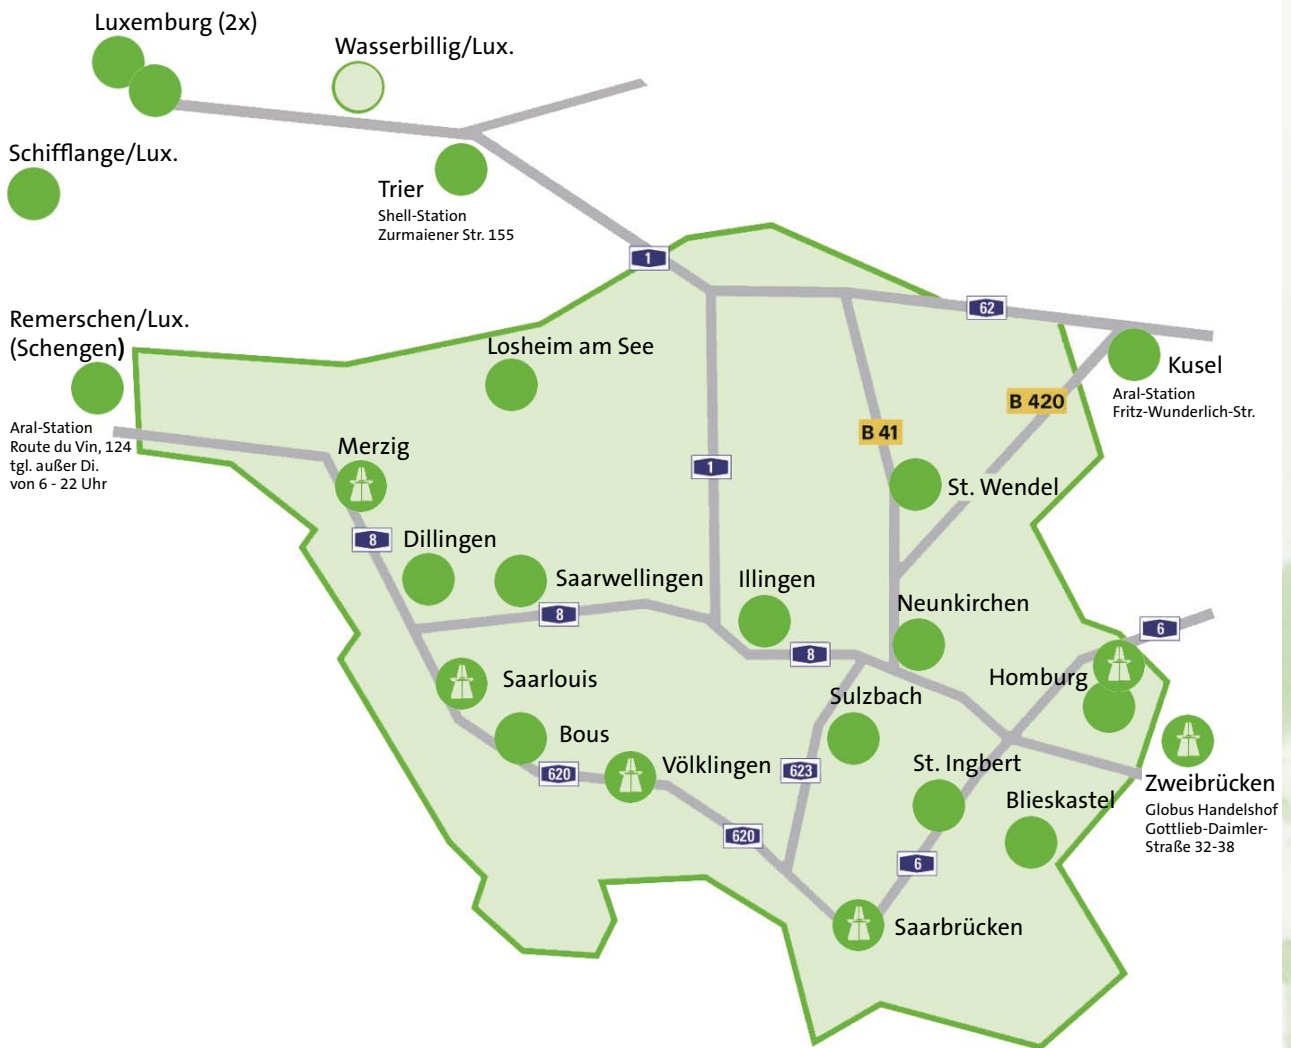 Luxemburg (2x)
Wasserbillig/Lux.
Schifflange/Lux.
Trier
Shell-Station
Zurmaiener Str. 155
1
62
Remerschen/Lux.
(Schengen)
Aral-Station
Route du Vin, 124
tgl. außer Di.
von 6 - 22 Uhr
Losheim am See
Kusel
Aral-Station
Fritz-Wunderlich-Str.
B 420
B 41
Merzig
1
St. Wendel
8
Dillingen
Saarwellingen
Illingen
8
Neunkirchen
6
8
Homburg
Saarlouis
Sulzbach
Bous
620
Völklingen
623
St. Ingbert
Blieskastel
Zweibrücken
Globus Handelshof
Gottlieb-Daimler-
Straße 32-38
620
6
Saarbrücken